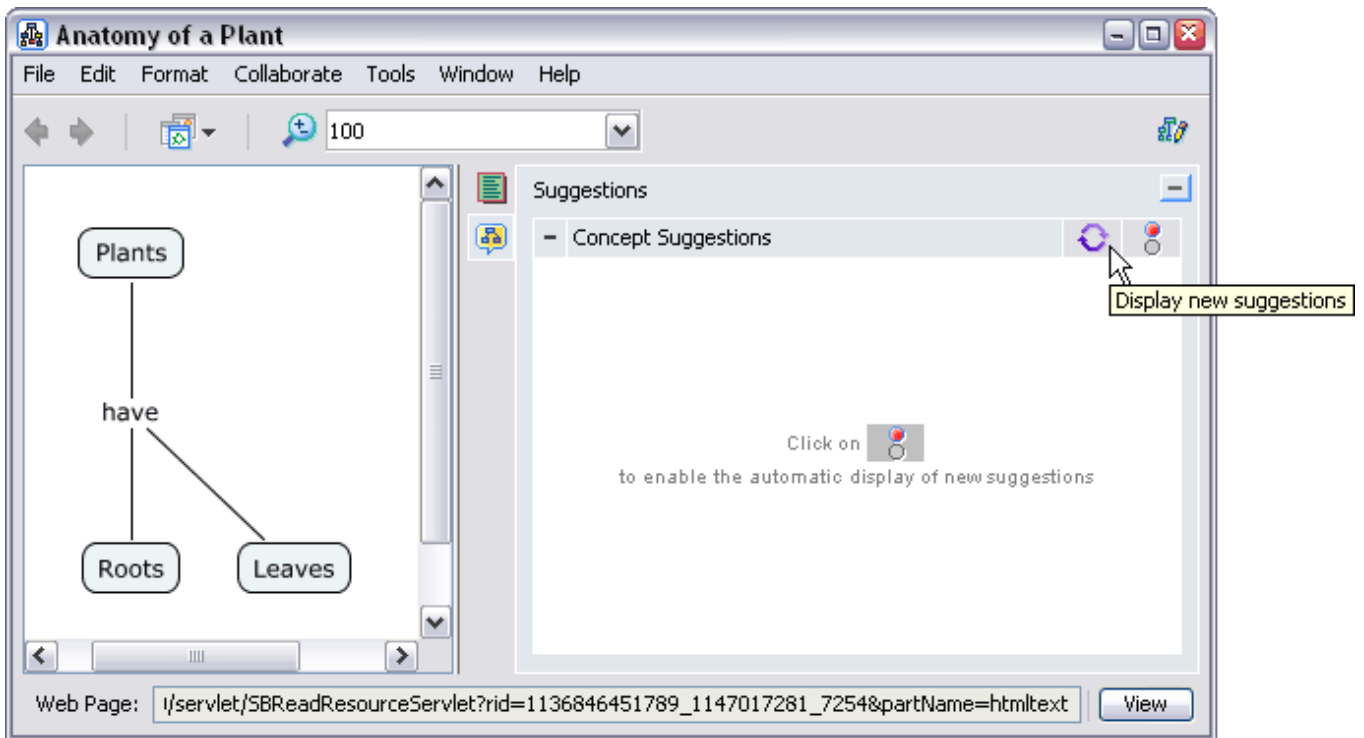 Anatomy of a Plant
File Edit Format Collaborate Tools Window Help
100
Suggestions
Concept Suggestions
Display new suggestions
Plants
have
Roots Leaves
Click on
to enable the automatic display of new suggestions
Web Page: /servlet/SBReadResourceServlet?rid=1136846451789_1147017281_7254&partName=htmltext View